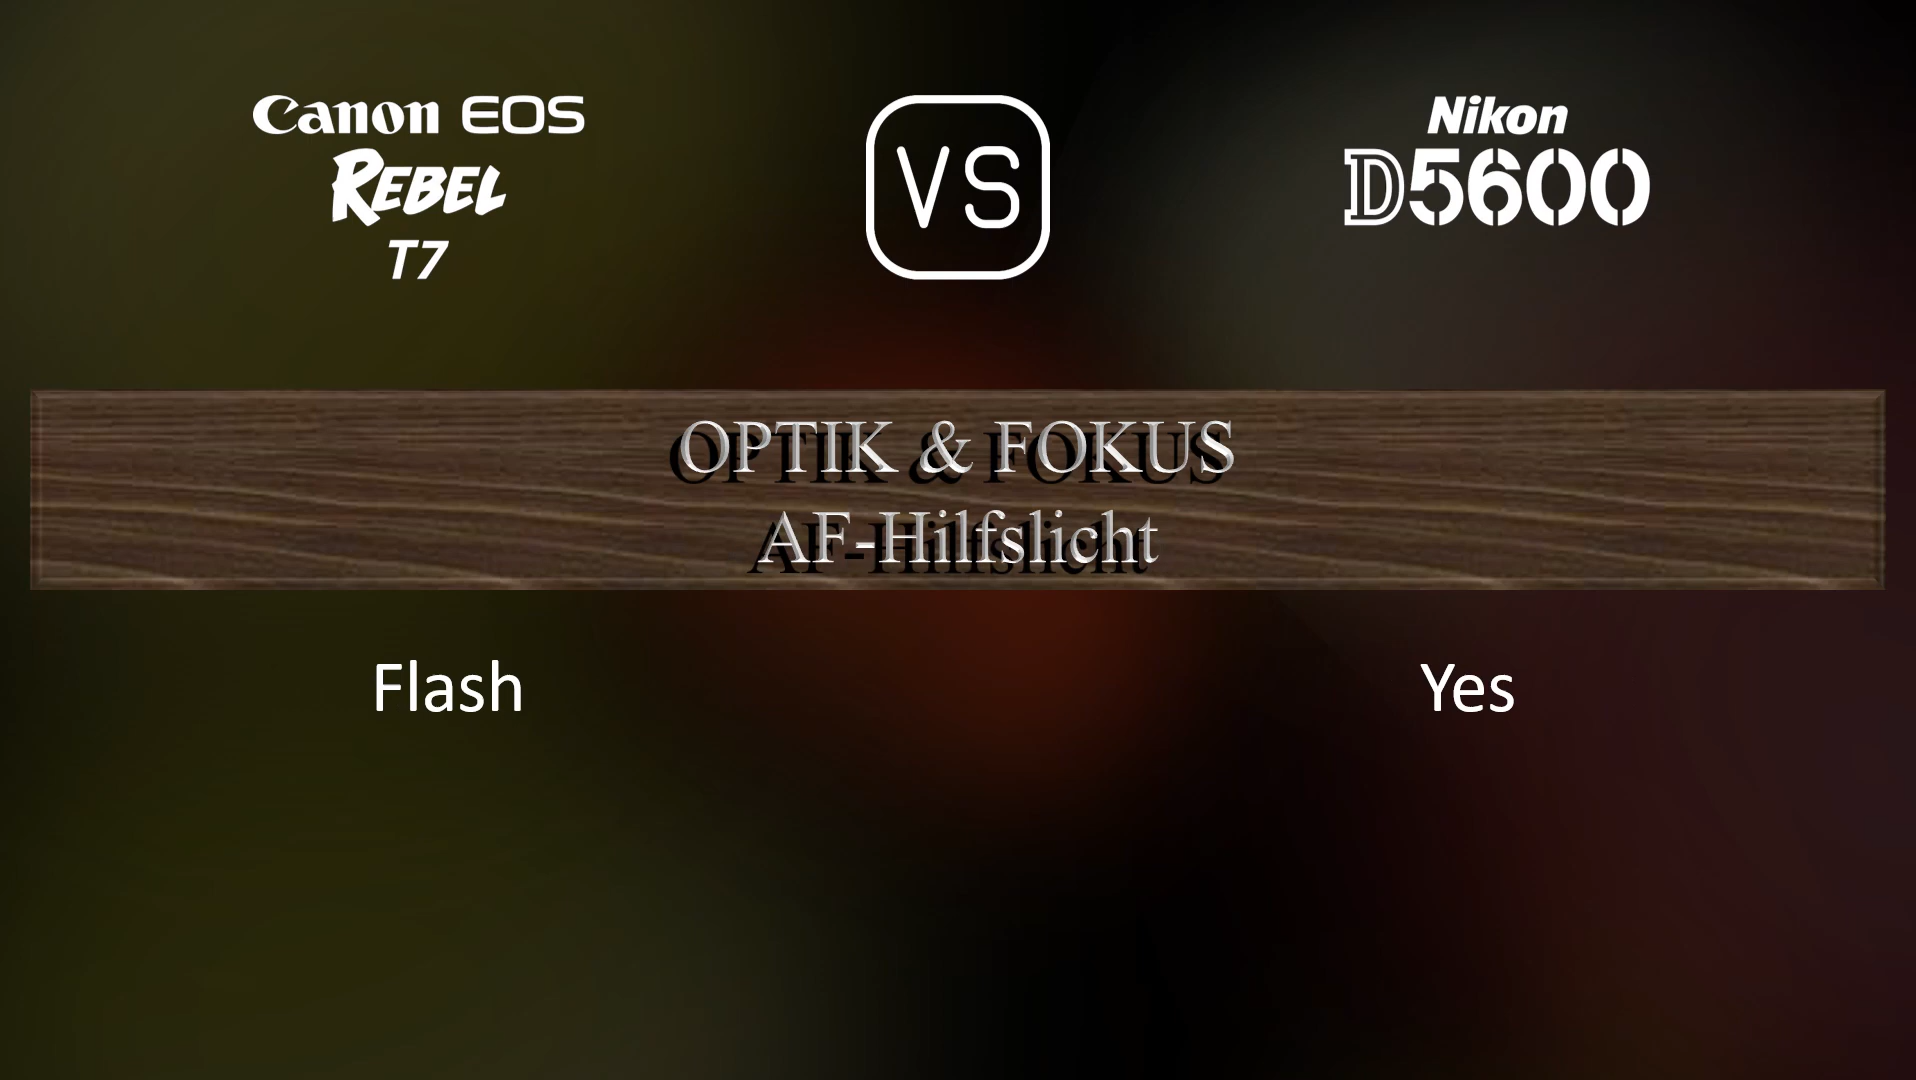 Canon EOS
REBEL
T7
VS
Nikon
D5600
OPTIK & FOKUS
AF-Hilfslicht
Flash
Yes